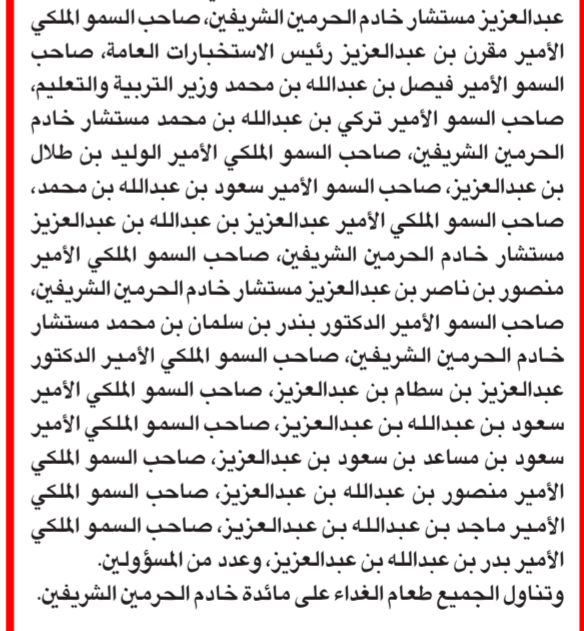 عبدالعزيز مستشار خادم الحرمين الشريفين، صاحب السمو الملكي
الأمير مقرن بن عبدالعزيز رئيس الاستخبارات العامة، صاحب
السمو الأمير فيصل بن عبدالله بن محمد وزير التربية والتعليم،
صاحب السمو الأمير تركي بن عبدالله بن محمد مستشار خادم
الحرمين الشريفين، صاحب السمو الملكي الأمير الوليد بن طلال
بن عبدالعزيز، صاحب السمو الأمير سعود بن عبدالله بن محمد،
صاحب السمو الملكي الأمير عبدالعزيز بن عبدالله بن عبدالعزيز
مستشار خادم الحرمين الشريفين، صاحب السمو الملكي الأمير
منصور بن ناصر بن عبدالعزيز مستشار خادم الحرمين الشريفين،
صاحب السمو الأمير الدكتور بندر بن سلمان بن محمد مستشار
خادم الحرمين الشريفين، صاحب السمو الملكي الأمير الدكتور
عبدالعزيز بن سطام بن عبدالعزيز، صاحب السمو الملكي الأمير
سعود بن عبدالله بن عبدالعزيز، صاحب السمو الملكي الأمير
سعود بن مساعد بن سعود بن عبدالعزيز، صاحب السمو الملكي
الأمير منصور بن عبدالله بن عبدالعزيز، صاحب السمو الملكي
الأمير ماجد بن عبدالله بن عبدالعزيز، صاحب السمو الملكي
الأمير بدر بن عبدالله بن عبدالعزيز، وعدد من المسؤولين.
وتناول الجميع طعام الغداء على مائدة خادم الحرمين الشريفين.